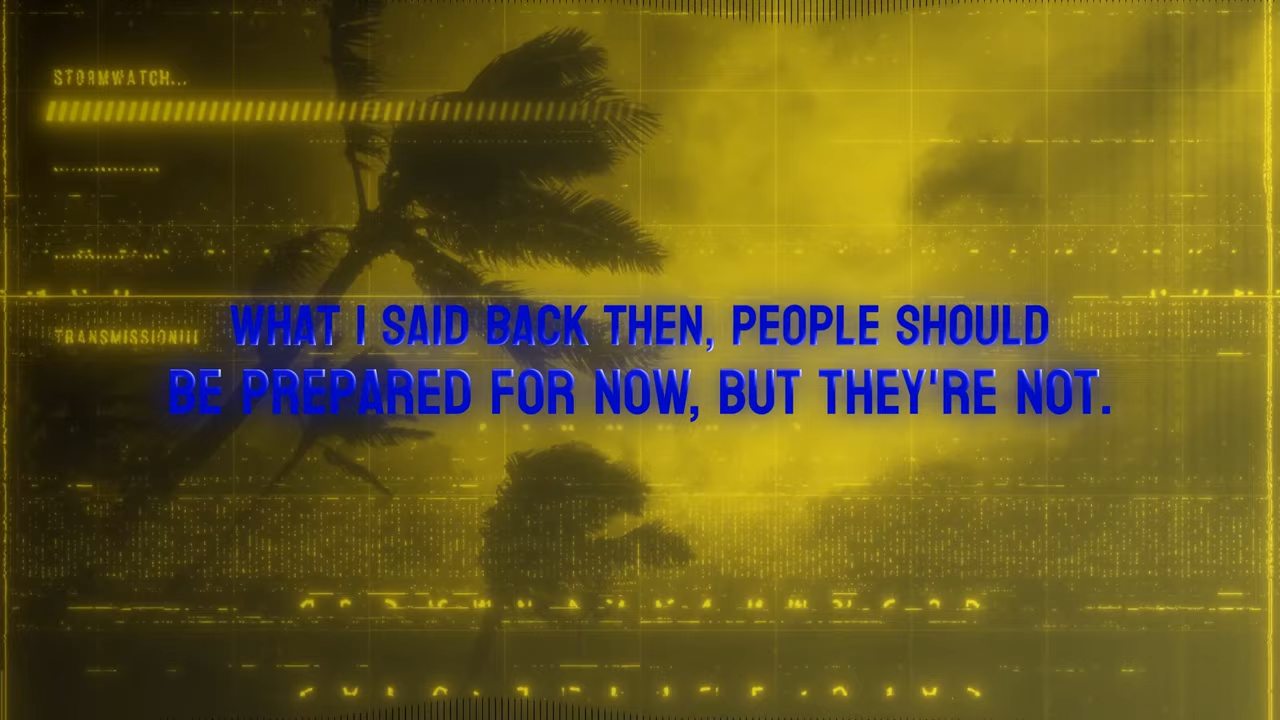 STORMWATCH...
TRANSMISSION!!!
WHAT I SAID BACK THEN, PEOPLE SHOULD
BE PREPARED FOR NOW, BUT THEY'RE NOT.